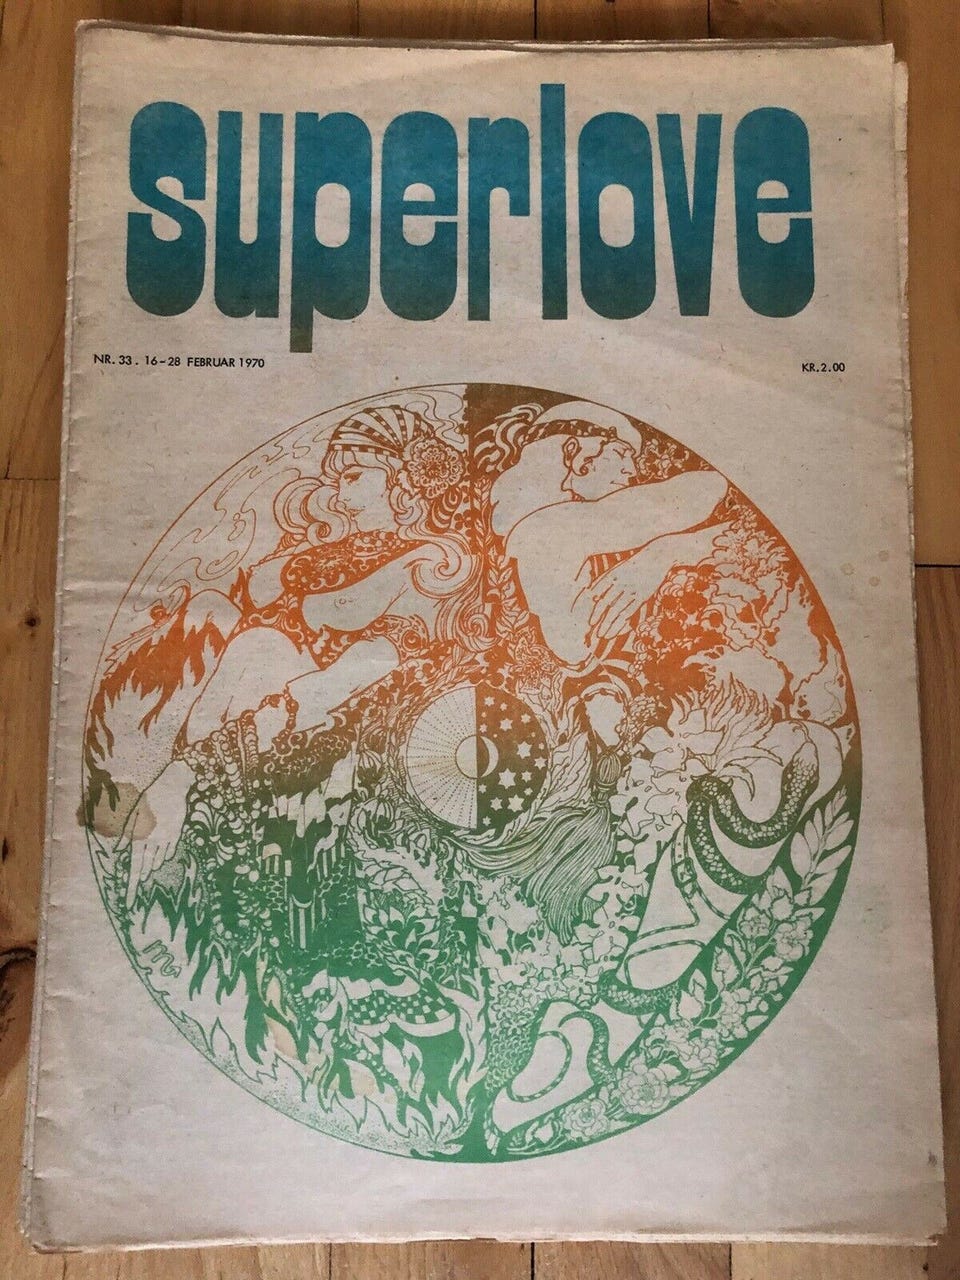 superlove
NR. 33. 16-28 FEBRUAR 1970
KR.2.00